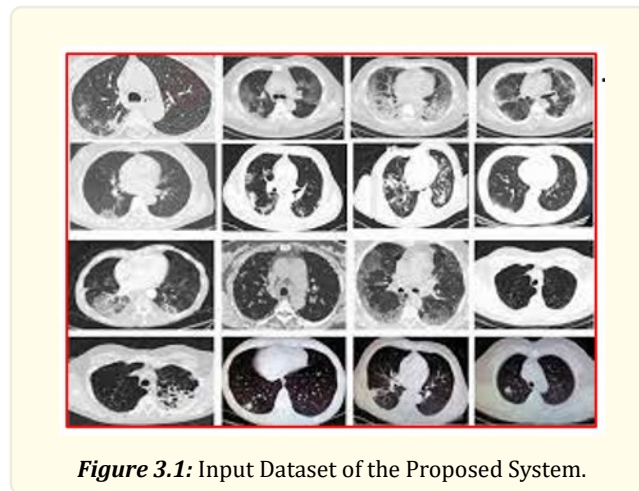 Figure 3.1: Input Dataset of the Proposed System.